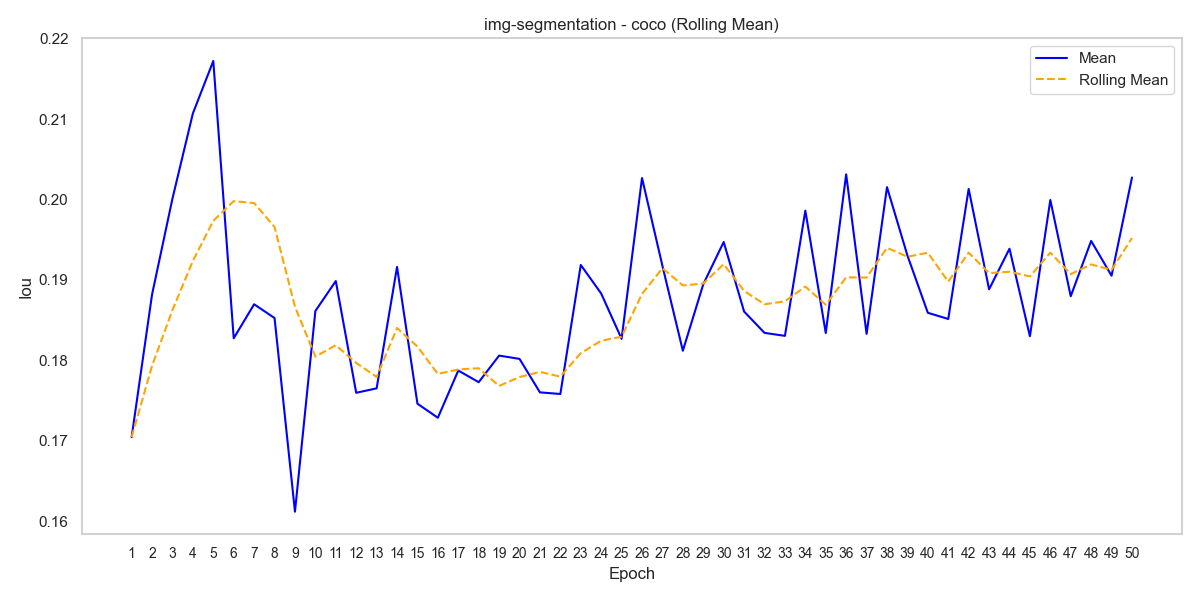 img-segmentation - coco (Rolling Mean)
0.22
0.21
0.20
0.19
0.18
0.17
0.16
Iou
Mean
Rolling Mean
1 2 3 4 5 6 7 8 9 10 11 12 13 14 15 16 17 18 19 20 21 22 23 24 25 26 27 28 29 30 31 32 33 34 35 36 37 38 39 40 41 42 43 44 45 46 47 48 49 50
Epoch